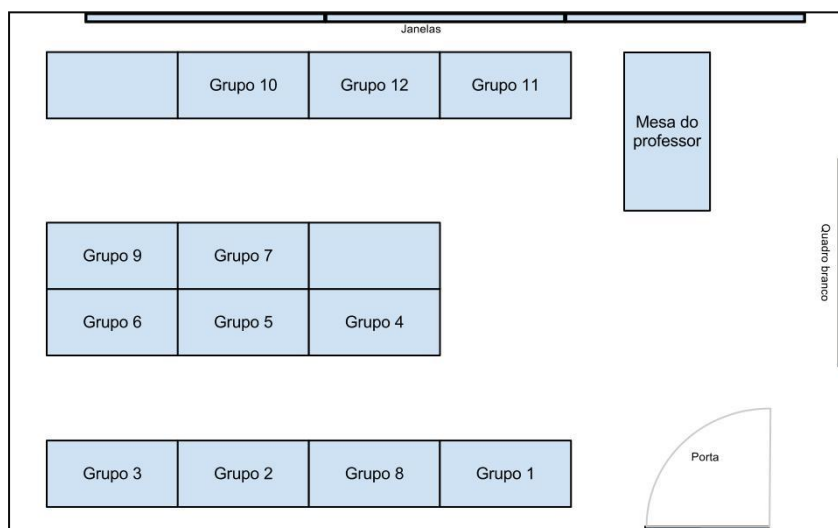 Janelas
Grupo 10
Grupo 12
Grupo 11
Mesa do
professor
Grupo 9
Grupo 7
Quadro branco
Grupo 6
Grupo 5
Grupo 4
Grupo 3
Grupo 2
Grupo 8
Grupo 1
Porta